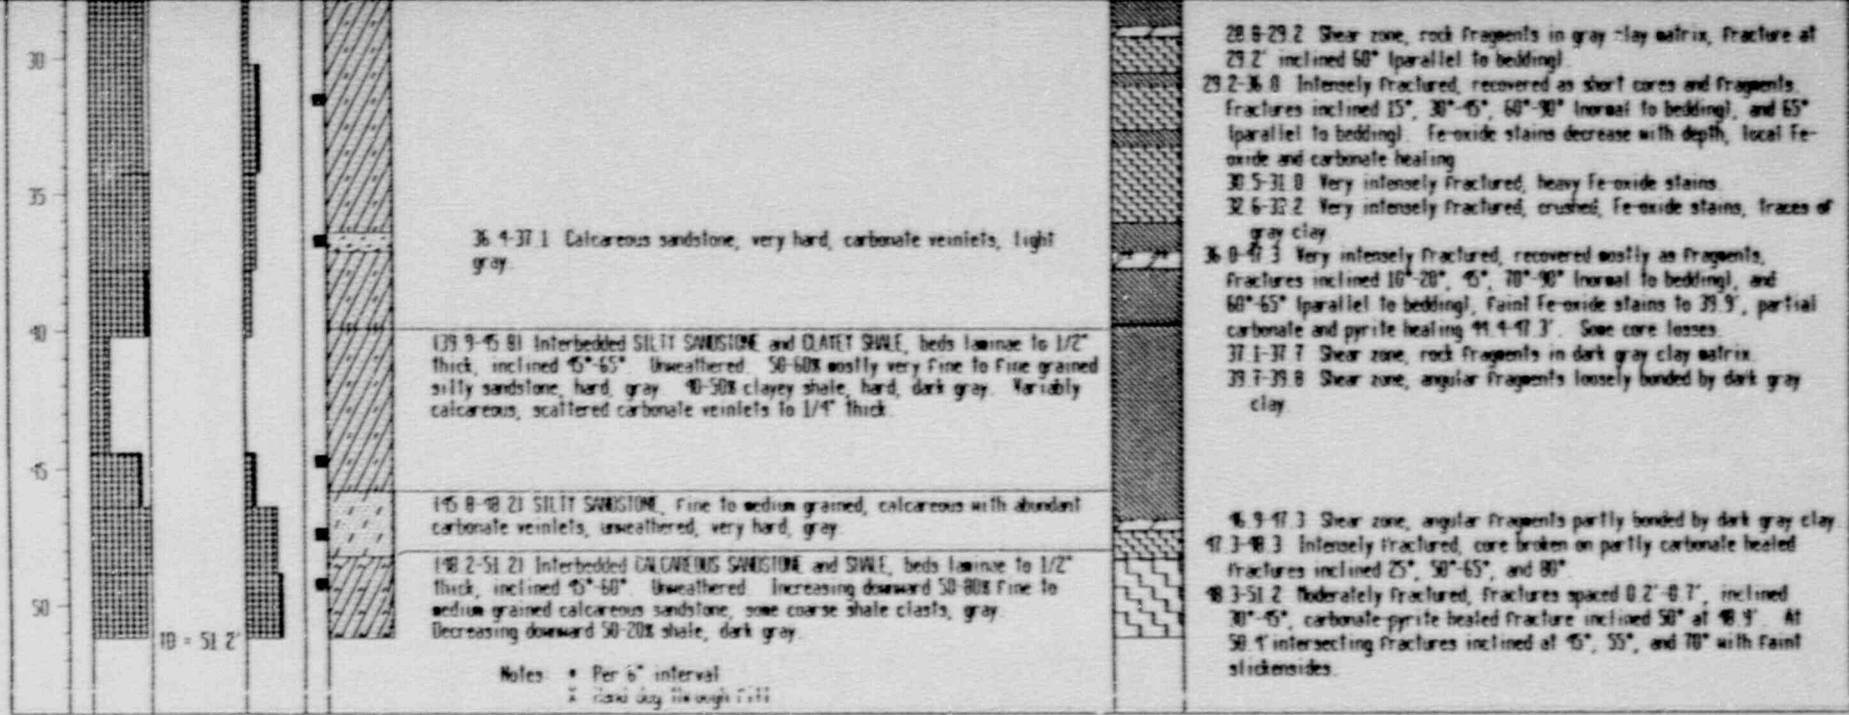 30
35
40
45
50
TD = 51.2'
36.4-37.1 Calcareous sandstone, very hard, carbonate veinlets, light
gray.
(39.9-45.8) Interbedded SILTY SANDSTONE and CLAYEY SHALE, beds laminae to 1/2"
thick, inclined 45°-65°. Unweathered. 50-60% mostly very fine to fine grained
silty sandstone, hard, gray. 40-50% clayey shale, hard, dark gray. Variably
calcareous, scattered carbonate veinlets to 1/4" thick.
(45.8-48.2) SILTY SANDSTONE, fine to medium grained, calcareous with abundant
carbonate veinlets, unweathered, very hard, gray.
(48.2-51.2) Interbedded CALCAREOUS SANDSTONE and SHALE, beds laminae to 1/2"
thick, inclined 45°-60°. Unweathered. Increasing downward 50-80% fine to
medium grained calcareous sandstone, some coarse shale clasts, gray.
Decreasing downward 50-20% shale, dark gray.
Notes: * Per 6" interval
28.8-29.2 Shear zone, rock fragments in gray clay matrix, fracture at
29.2' inclined 60° (parallel to bedding).
29.2-36.0 Intensely fractured, recovered as short cores and fragments.
Fractures inclined 15°, 30°-45°, 60°-90° (normal to bedding), and 65°
(parallel to bedding). Fe-oxide stains decrease with depth, local Fe-
oxide and carbonate healing
30.5-31.0 Very intensely fractured, heavy Fe-oxide stains.
32.6-33.2 Very intensely fractured, crushed, Fe-oxide stains, traces of
gray clay.
36.0-47.3 Very intensely fractured, recovered mostly as fragments,
fractures inclined 10°-20°, 45°, 70°-90° (normal to bedding), and
60°-65° (parallel to bedding), faint Fe-oxide stains to 39.9', partial
carbonate and pyrite healing 44.4-47.3'. Some core losses.
37.1-37.7 Shear zone, rock fragments in dark gray clay matrix.
39.7-39.8 Shear zone, angular fragments loosely bonded by dark gray
clay.
46.9-47.3 Shear zone, angular fragments partly bonded by dark gray clay.
47.3-48.3 Intensely fractured, core broken on partly carbonate healed
fractures inclined 25°, 50°-65°, and 80°.
48.3-51.2 Moderately fractured, fractures spaced 0.2'-0.7', inclined
30°-45°, carbonate-pyrite healed fracture inclined 50° at 48.9'. At
50.4' intersecting fractures inclined at 45°, 55°, and 70° with faint
slickensides.